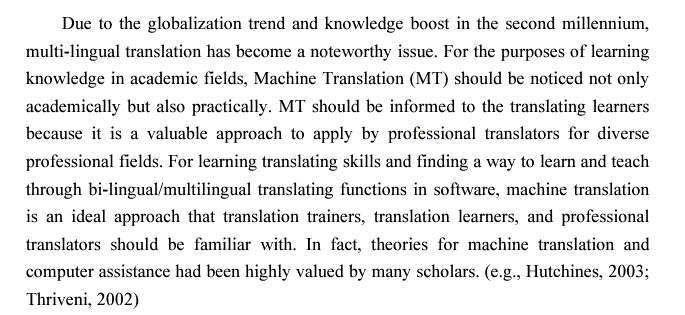 Due to the globalization trend and knowledge boost in the second millennium,
multi-lingual translation has become a noteworthy issue. For the purposes of learning
knowledge in academic fields, Machine Translation (MT) should be noticed not only
academically but also practically. MT should be informed to the translating learners
because it is a valuable approach to apply by professional translators for diverse
professional fields. For learning translating skills and finding a way to learn and teach
through bi-lingual/multilingual translating functions in software, machine translation
is an ideal approach that translation trainers, translation learners, and professional
translators should be familiar with. In fact, theories for machine translation and
computer assistance had been highly valued by many scholars. (e.g., Hutchines, 2003;
Thriveni, 2002)